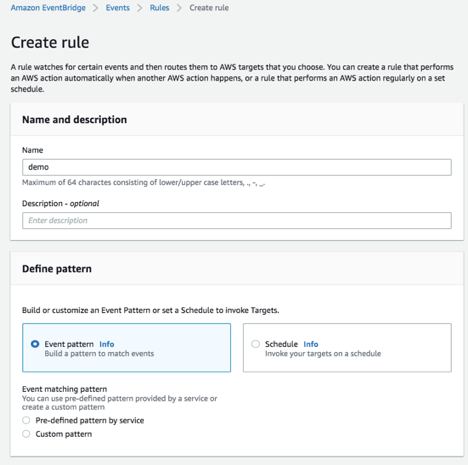 Amazon EventBridge > Events > Rules > Create rule
Create rule
A rule watches for certain events and then routes them to AWS targets that you choose. You can create a rule that performs
an AWS action automatically when another AWS action happens, or a rule that performs an AWS action regularly on a set
schedule.
Name and description
Name
demo
Maximum of 64 charactes consisting of lower/upper case letters, ., -, _.
Description - optional
Enter description
Define pattern
Build or customize an Event Pattern or set a Schedule to invoke Targets.
Event pattern Info
Build a pattern to match events
Schedule Info
Invoke your targets on a schedule
Event matching pattern
You can use pre-defined pattern provided by a service or
create a custom pattern
Pre-defined pattern by service
Custom pattern